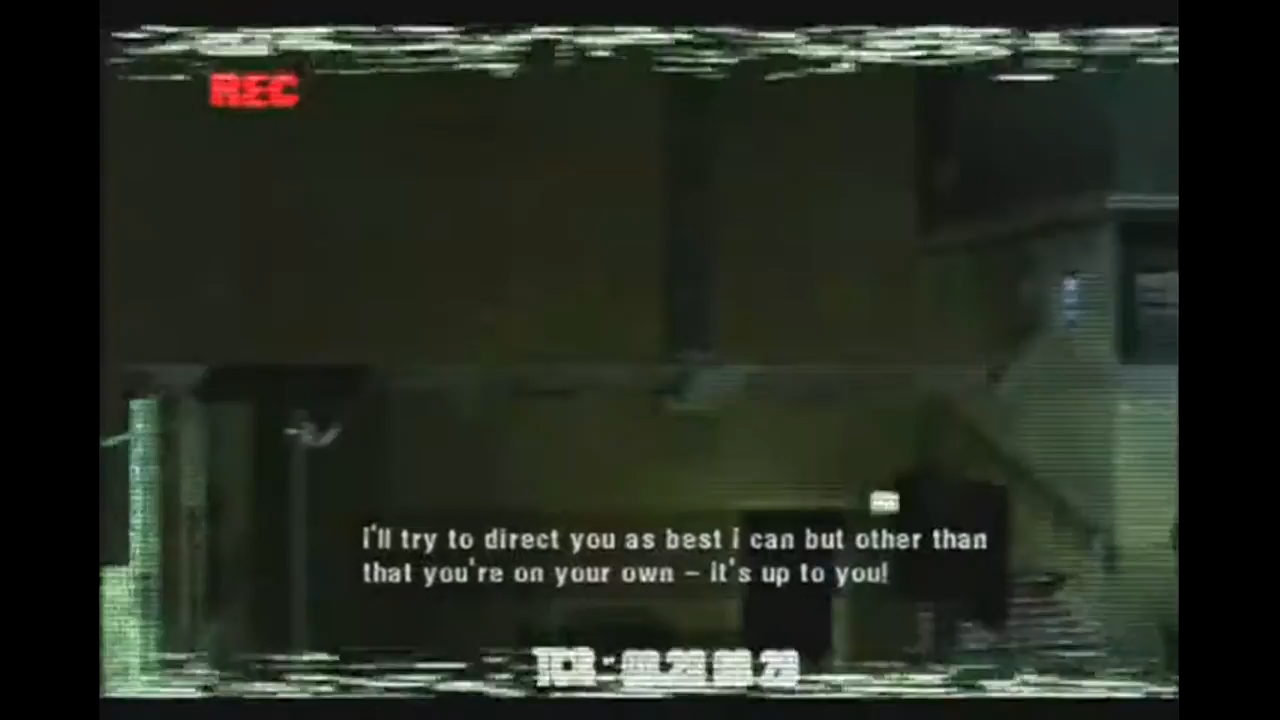 REC
I'll try to direct you as best i can but other than
that you're on your own – it's up to you!